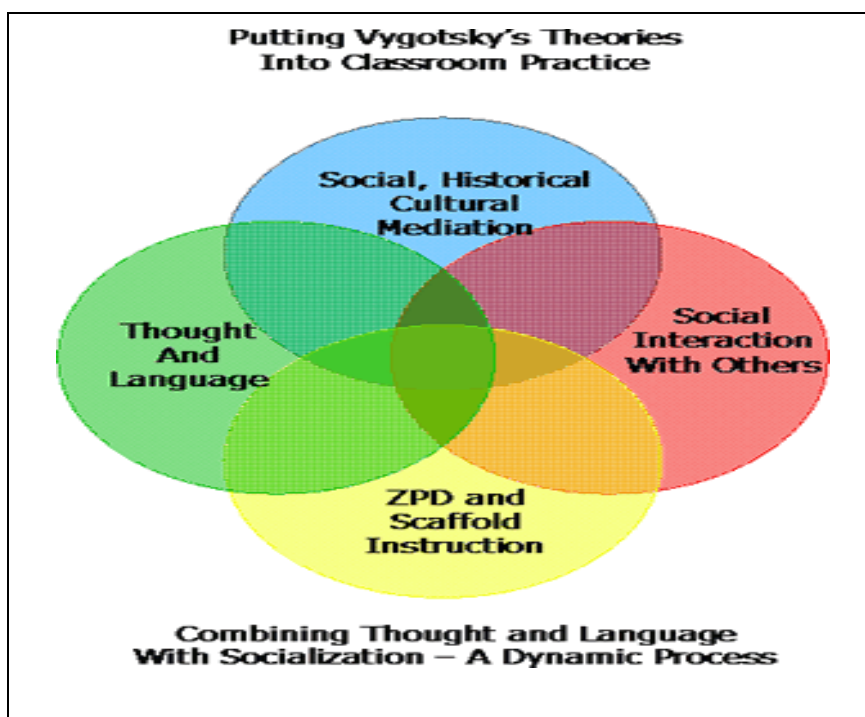 Putting Vygotsky's Theories
Into Classroom Practice
Social, Historical
Cultural
Mediation
Thought
And
Language
Social
Interaction
With Others
ZPD and
Scaffold
Instruction
Combining Thought and Language
With Socialization – A Dynamic Process